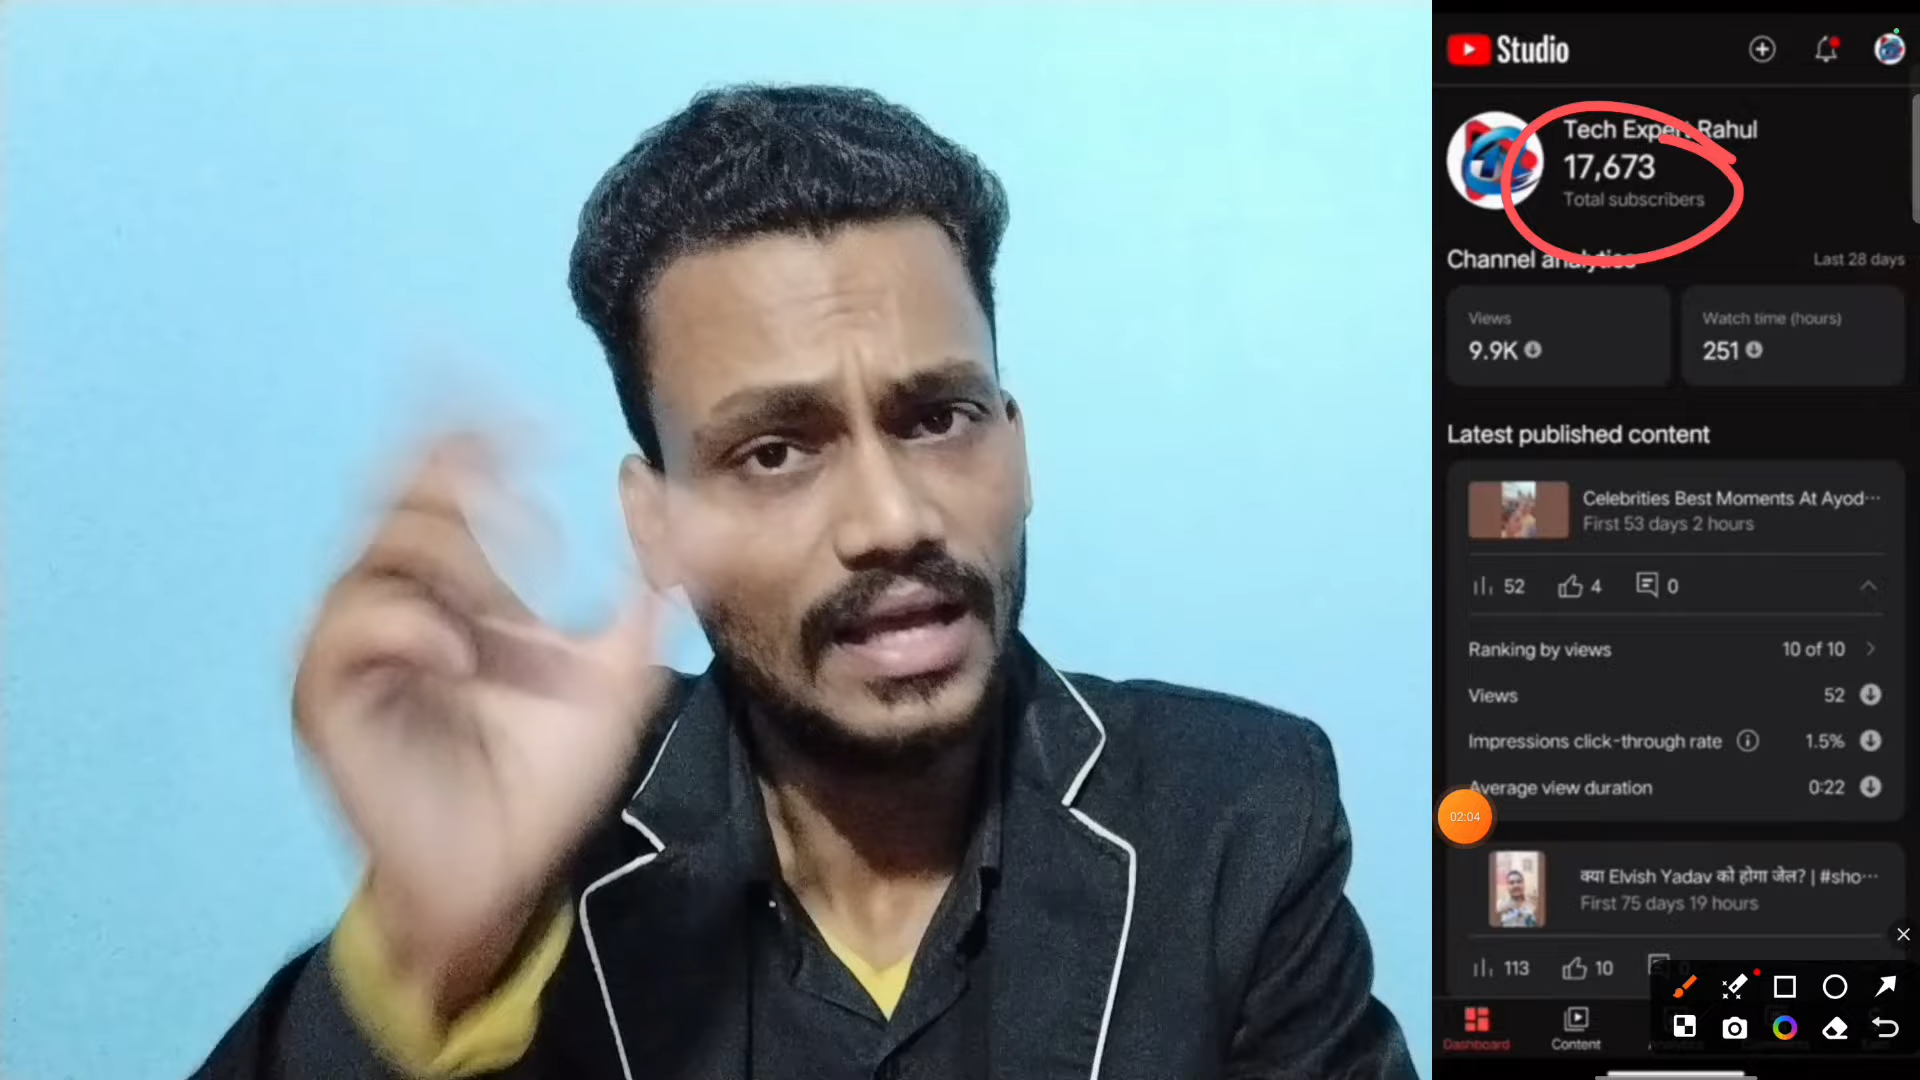 Studio
Tech Expert Rahul
17,673
Total subscribers
Channel analytics
Last 28 days
Views
9.9K
Watch time (hours)
251
Latest published content
Celebrities Best Moments At Ayod...
First 53 days 2 hours
52 4 0
Ranking by views 10 of 10
Views 52
Impressions click-through rate 1.5%
Average view duration 0:22
02:04
क्या Elvish Yadav को होगा जेल? | #sho...
First 75 days 19 hours
113 10
Dashboard
Content